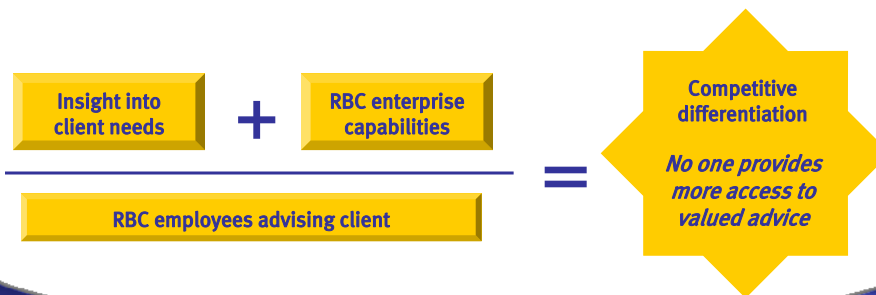 Insight into
client needs
+
RBC enterprise
capabilities
RBC employees advising client
=
Competitive
differentiation
No one provides
more access to
valued advice